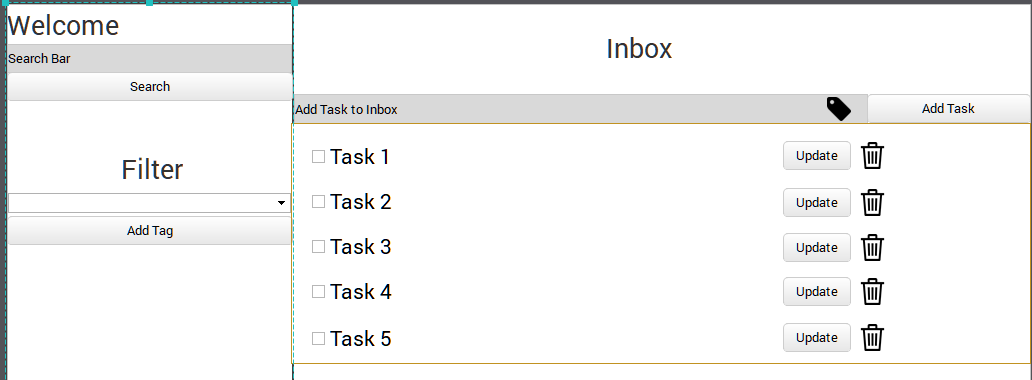 Welcome
Search Bar
Search
Filter
Add Tag
Inbox
Add Task to Inbox
Add Task
Task 1 Update
Task 2 Update
Task 3 Update
Task 4 Update
Task 5 Update